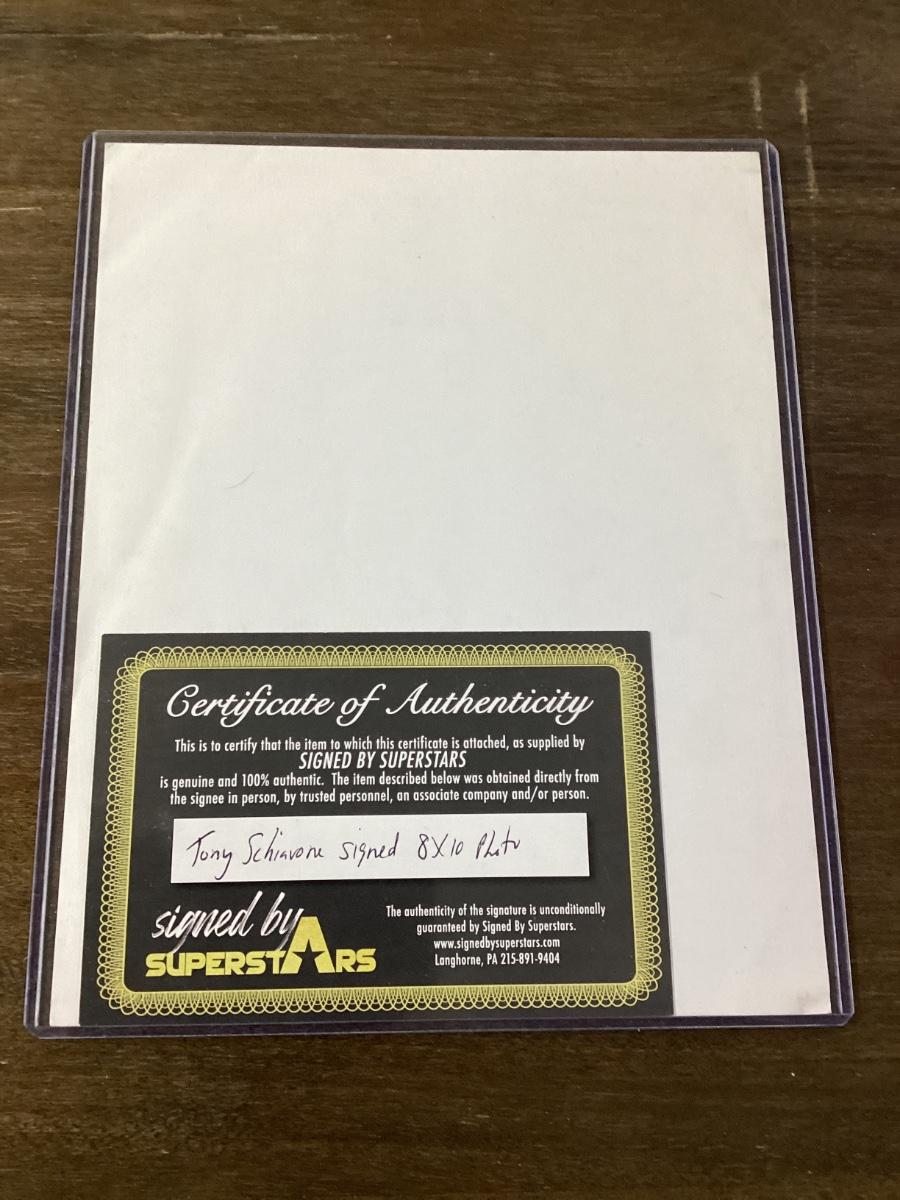 Certificate of Authenticity
This is to certify that the item to which this certificate is attached, as supplied by
SIGNED BY SUPERSTARS
is genuine and 100% authentic. The item described below was obtained directly from
the signee in person, by trusted personnel, an associate company and/or person.
Tony Schiavone signed 8X10 Photo
signed by
SUPERSTARS
The authenticity of the signature is unconditionally
guaranteed by Signed By Superstars.
www.signedbysuperstars.com
Langhorne, PA 215-891-9404